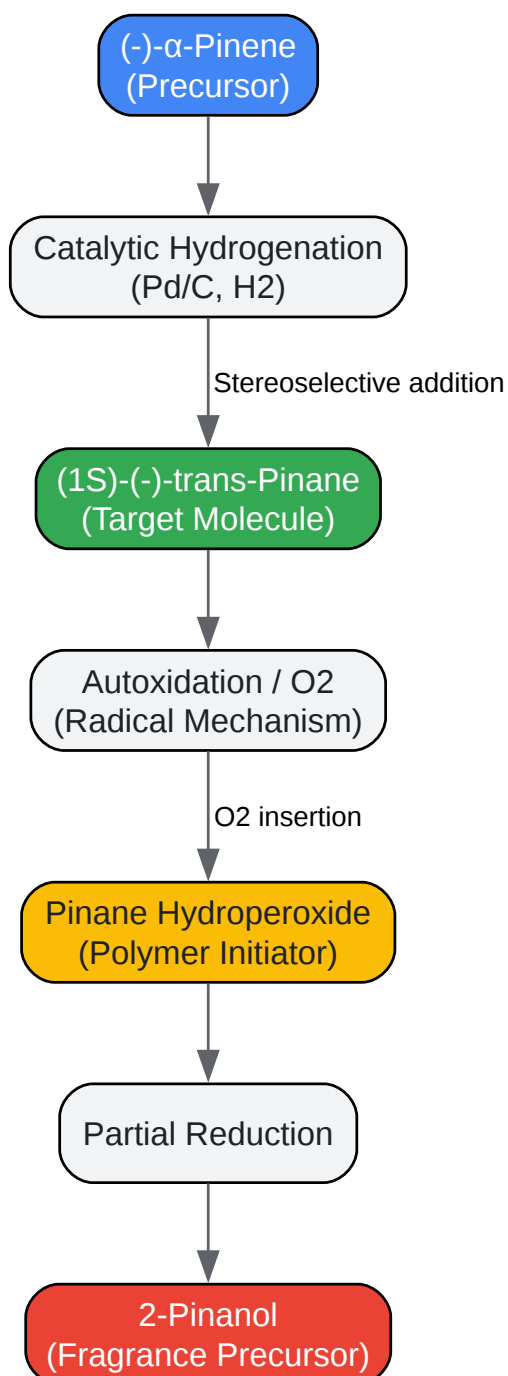 (-)-α-Pinene
(Precursor)
Catalytic Hydrogenation
(Pd/C, H2)
Stereoselective addition
(1S)-(-)-trans-Pinane
(Target Molecule)
Autoxidation / O2
(Radical Mechanism)
O2 insertion
Pinane Hydroperoxide
(Polymer Initiator)
Partial Reduction
2-Pinanol
(Fragrance Precursor)